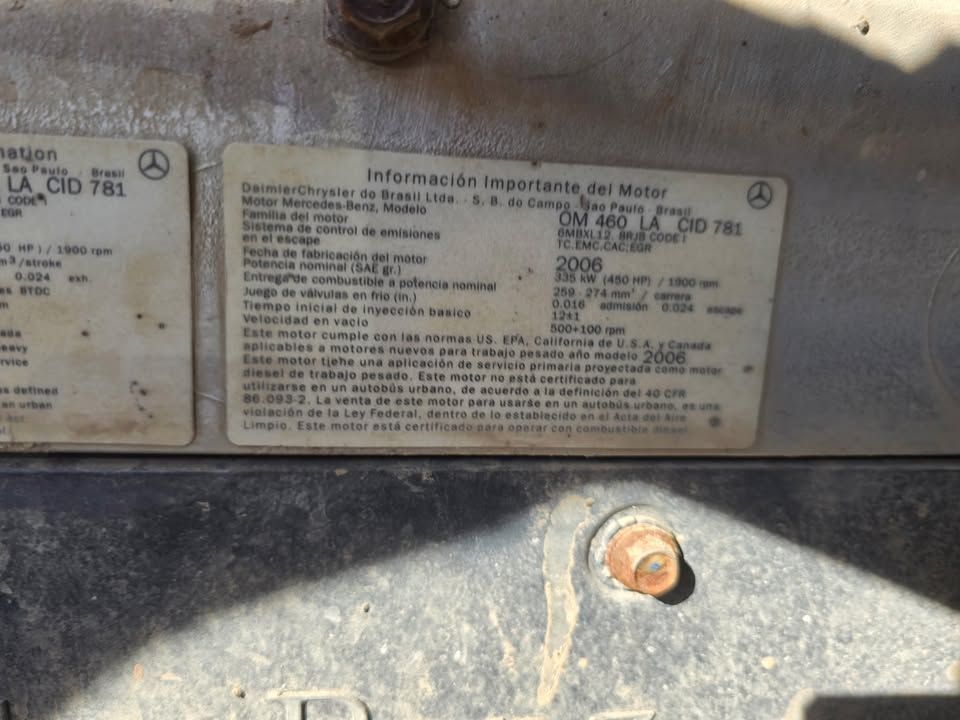 mation
Sao Paulo . Brasil
LA CID 781
CODE
EGR
50 HP) / 1900 rpm
m³/stroke
0.024 exh.
es BTDC
m
ada
heavy
rvice
s defined
an urban
Act.
Información Importante del Motor
DaimlerChrysler do Brasil Ltda. - S. B. do Campo - Sao Paulo - Brasil
Motor Mercedes-Benz, Modelo OM 460 LA CID 781
Familia del motor 6MBXL12. 8RJB CODE I
Sistema de control de emisiones TC,EMC,CAC,EGR
en el escape
Fecha de fabricación del motor 2006
Potencia nominal (SAE gr.) 335 kW (450 HP) / 1900 rpm
Entrega de combustible a potencia nominal 259 - 274 mm³ / carrera
Juego de válvulas en frio (in.) 0.016 admisión 0.024 escape
Tiempo inicial de inyección basico 12±1
Velocidad en vacio 500+100 rpm
Este motor cumple con las normas US. EPA, California de U.S.A. y Canada
aplicables a motores nuevos para trabajo pesado año modelo 2006
Este motor tiene una aplicación de servicio primaria proyectada como motor
diesel de trabajo pesado. Este motor no está certificado para
utilizarse en un autobús urbano, de acuerdo a la definición del 40 CFR
86.093-2. La venta de este motor para usarse en un autobús urbano, es una
violación de la Ley Federal, dentro de lo establecido en el Acta del Aire
Limpio. Este motor está certificado para operar con combustible diesel.